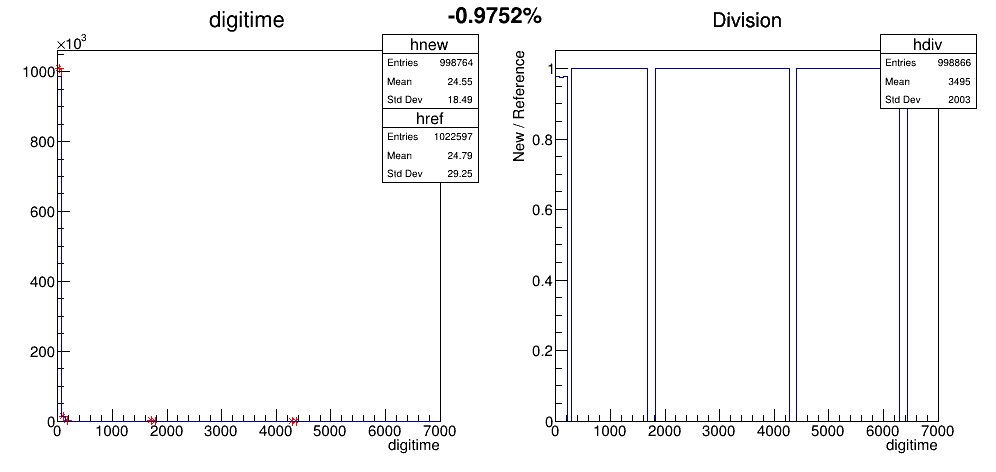 -0.9752%
digitime
×10³
hnew
Entries 998764
Mean 24.55
Std Dev 18.49
href
Entries 1022597
Mean 24.79
Std Dev 29.25
1000
800
600
400
200
0
0 1000 2000 3000 4000 5000 6000 7000
digitime
Division
hdiv
Entries 998866
Mean 3495
Std Dev 2003
New / Reference
1
0.8
0.6
0.4
0.2
0
0 1000 2000 3000 4000 5000 6000 7000
digitime